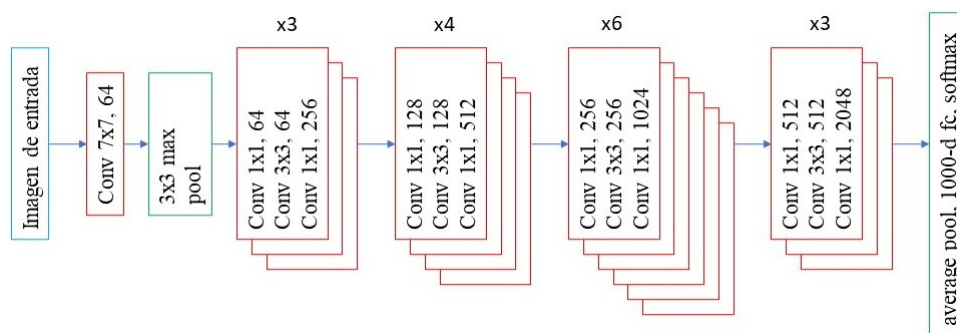 Imagen de entrada
Conv 7x7, 64
3x3 max
pool
x3
Conv 1x1, 64
Conv 3x3, 64
Conv 1x1, 256
x4
Conv 1x1, 128
Conv 3x3, 128
Conv 1x1, 512
x6
Conv 1x1, 256
Conv 3x3, 256
Conv 1x1, 1024
x3
Conv 1x1, 512
Conv 3x3, 512
Conv 1x1, 2048
average pool, 1000-d fc, softmax